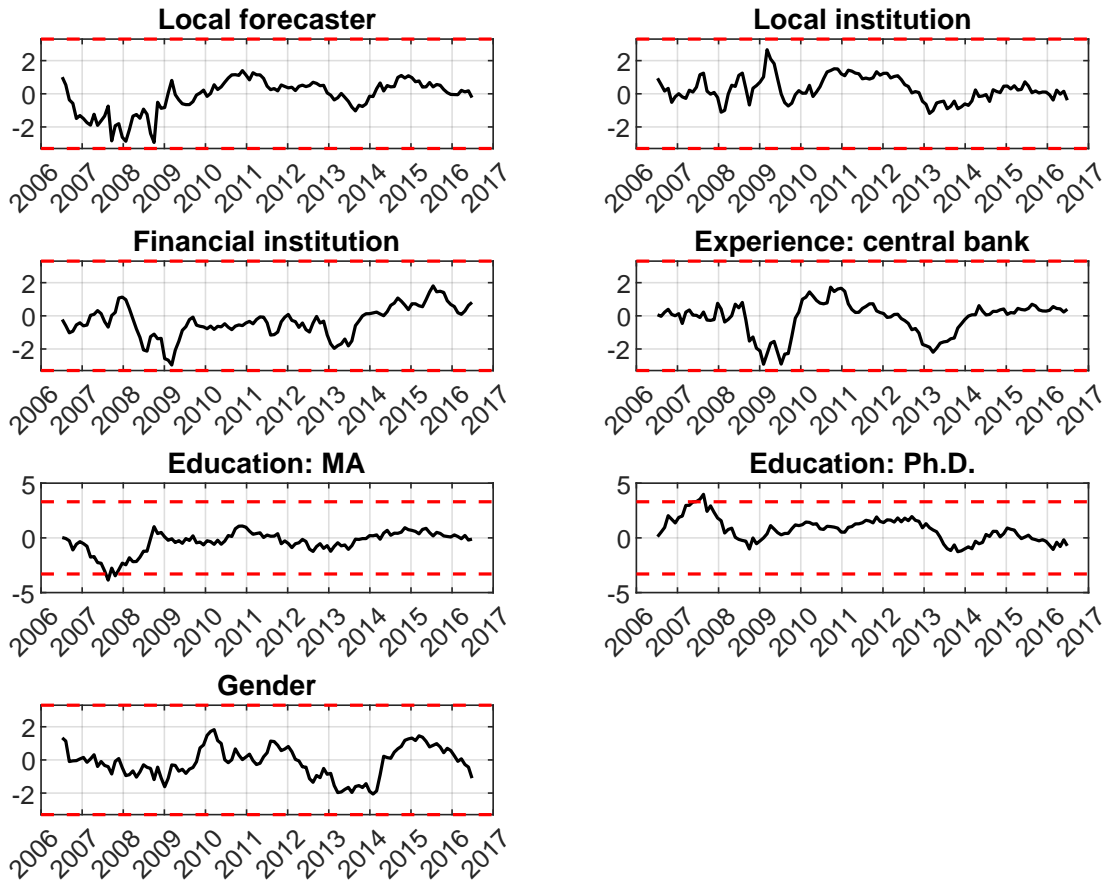 Local forecaster
2
0
-2
2006 2007 2008 2009 2010 2011 2012 2013 2014 2015 2016 2017
Local institution
2
0
-2
2006 2007 2008 2009 2010 2011 2012 2013 2014 2015 2016 2017
Financial institution
2
0
-2
2006 2007 2008 2009 2010 2011 2012 2013 2014 2015 2016 2017
Experience: central bank
2
0
-2
2006 2007 2008 2009 2010 2011 2012 2013 2014 2015 2016 2017
Education: MA
5
0
-5
2006 2007 2008 2009 2010 2011 2012 2013 2014 2015 2016 2017
Education: Ph.D.
5
0
-5
2006 2007 2008 2009 2010 2011 2012 2013 2014 2015 2016 2017
Gender
2
0
-2
2006 2007 2008 2009 2010 2011 2012 2013 2014 2015 2016 2017